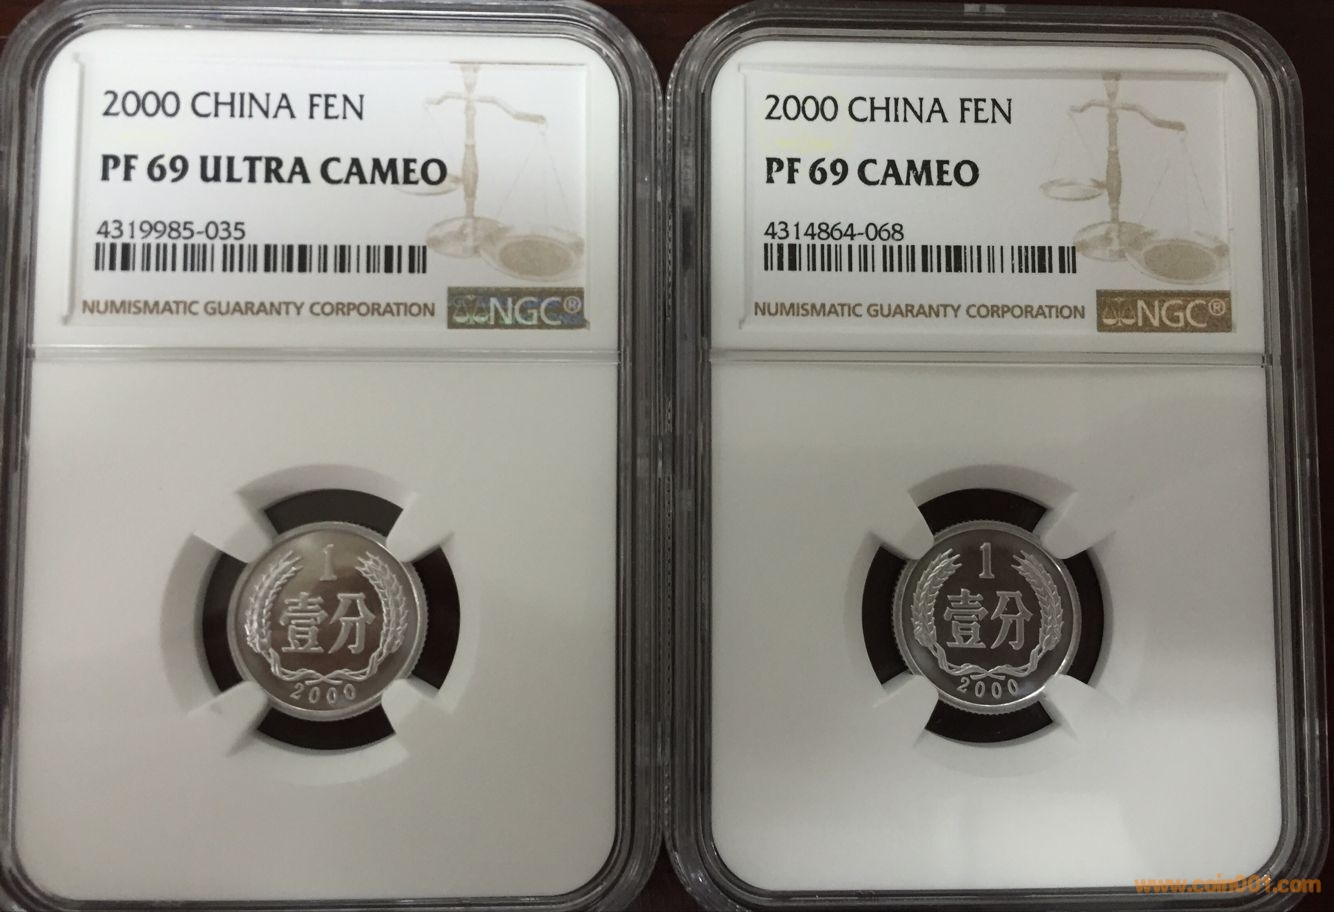 2000 CHINA FEN
PF 69 ULTRA CAMEO
4319985-035
NUMISMATIC GUARANTY CORPORATION NGC®
1
壹分
2000
2000 CHINA FEN
PF 69 CAMEO
4314864-068
NUMISMATIC GUARANTY CORPORATION NGC®
1
壹分
2000
www.coin001.com